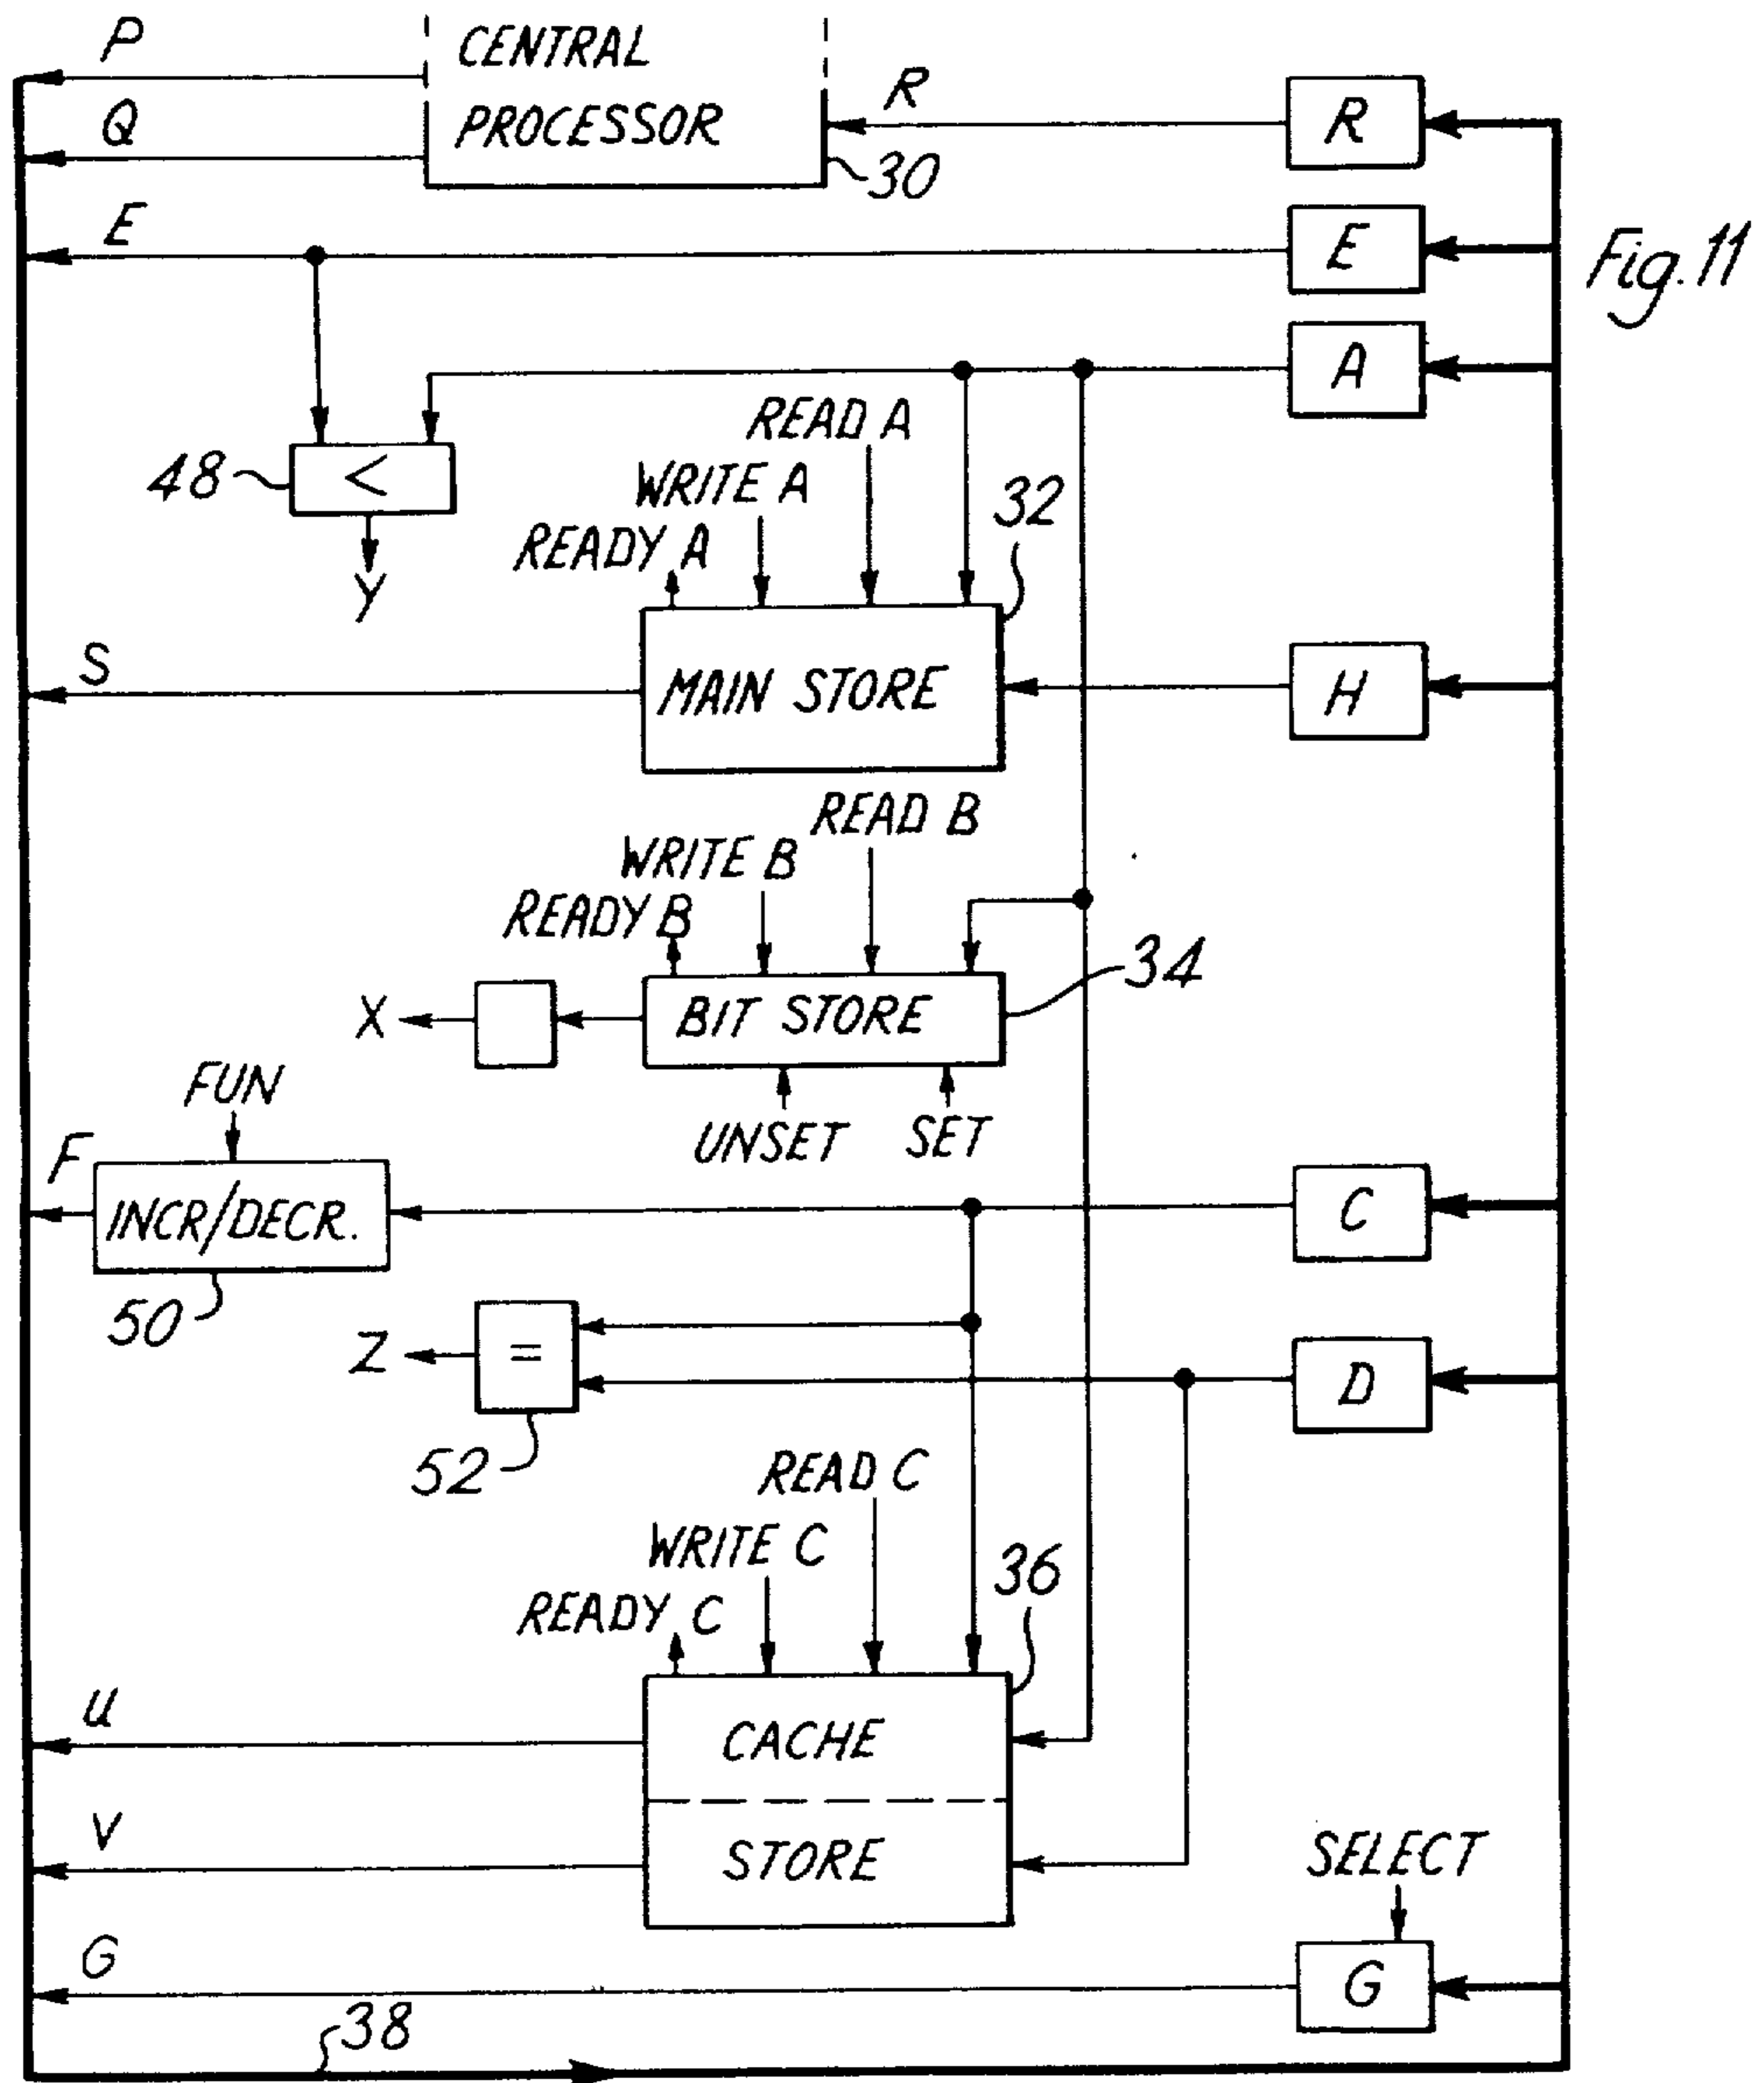 P
CENTRAL
R
R
Q
PROCESSOR
30
E
E
Fig. 11
A
READ A
48
<
WRITE A
32
READY A
Y
S
MAIN STORE
H
READ B
WRITE B
READY B
34
X
BIT STORE
FUN
UNSET
SET
F
INCR/DECR.
C
50
Z
=
D
52
READ C
WRITE C
36
READY C
U
CACHE
V
STORE
SELECT
G
G
38